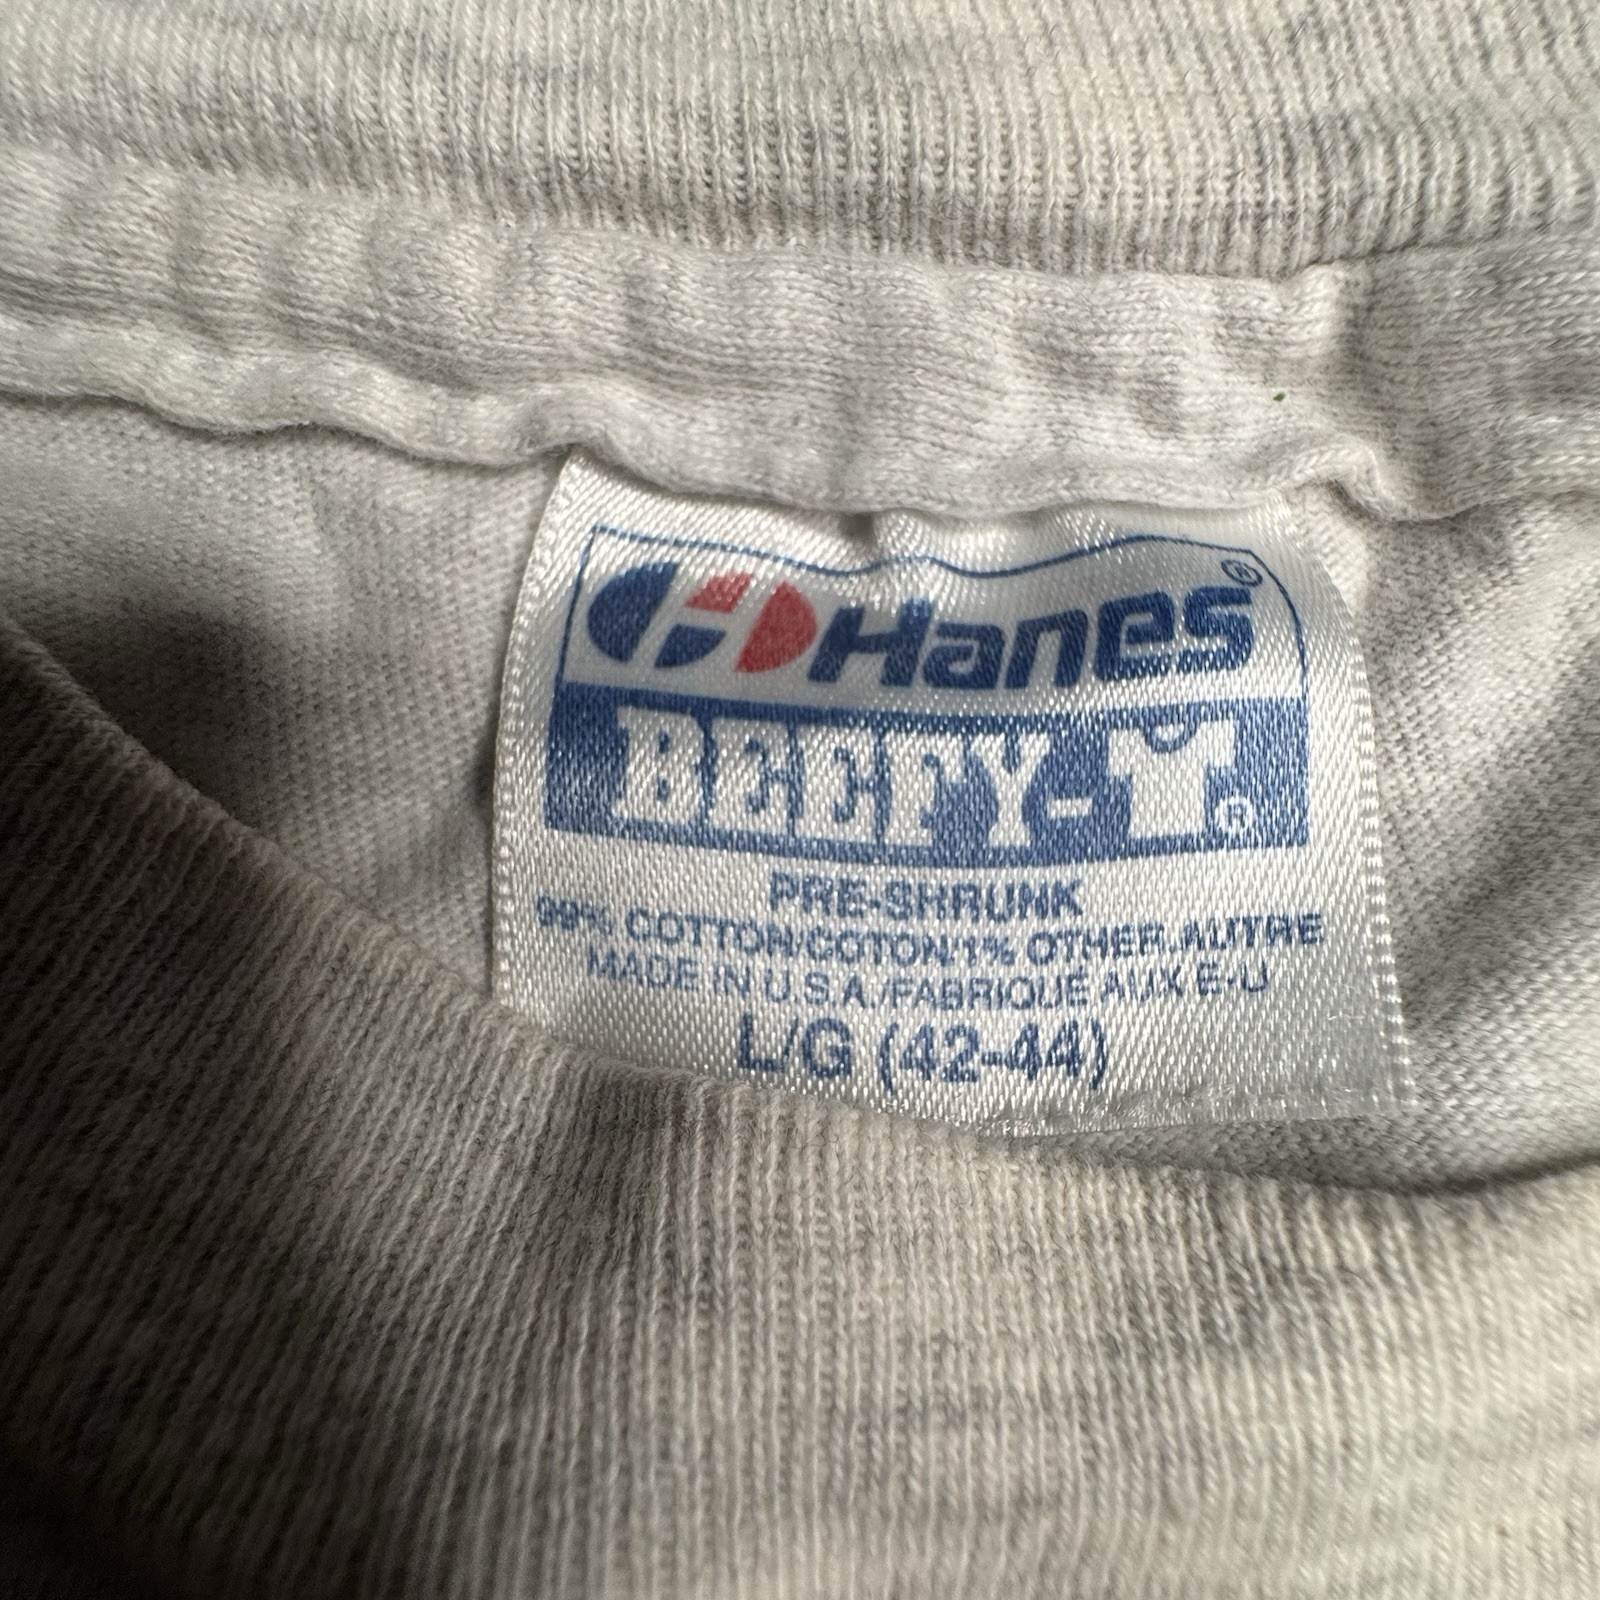 Hanes®
BEEFY-T®
PRE-SHRUNK
99% COTTON/COTON/1% OTHER.AUTRE
MADE IN U.S.A./FABRIQUE AUX E-U
L/G (42-44)